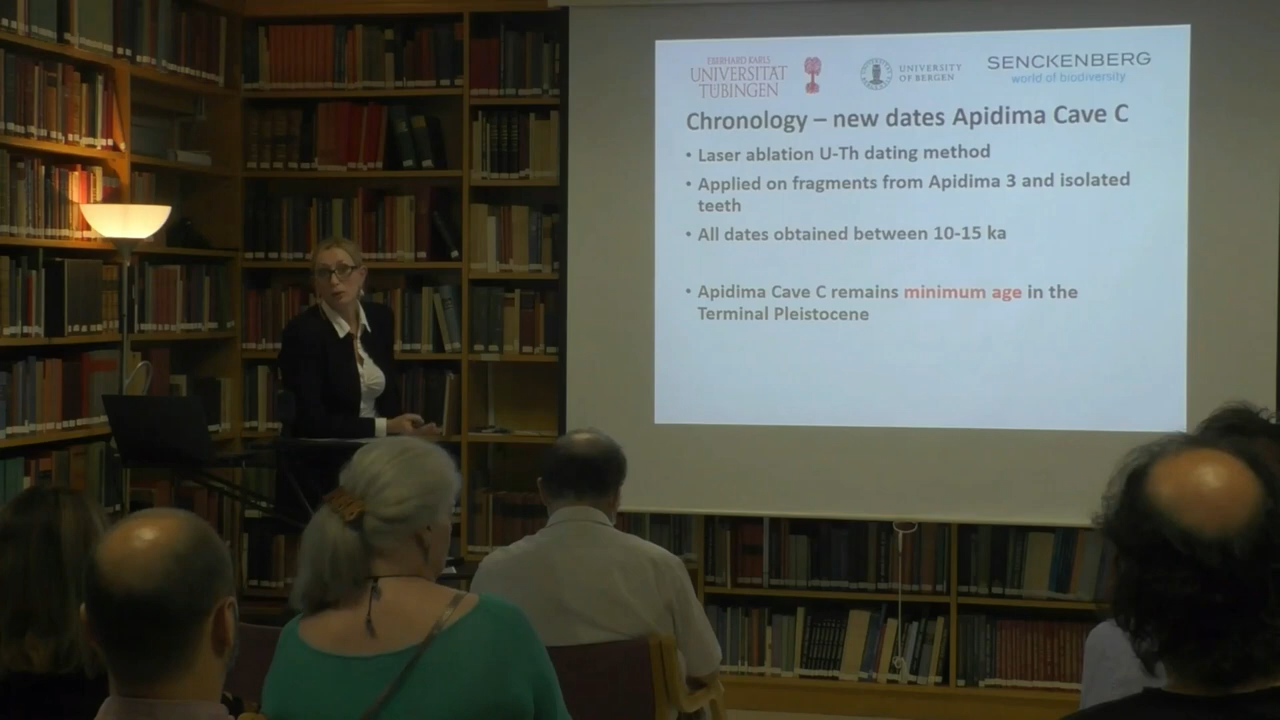 EBERHARD KARLS
UNIVERSITÄT
TÜBINGEN
UNIVERSITY
OF BERGEN
SENCKENBERG
world of biodiversity
Chronology – new dates Apidima Cave C
• Laser ablation U-Th dating method
• Applied on fragments from Apidima 3 and isolated
teeth
• All dates obtained between 10-15 ka
• Apidima Cave C remains minimum age in the
Terminal Pleistocene